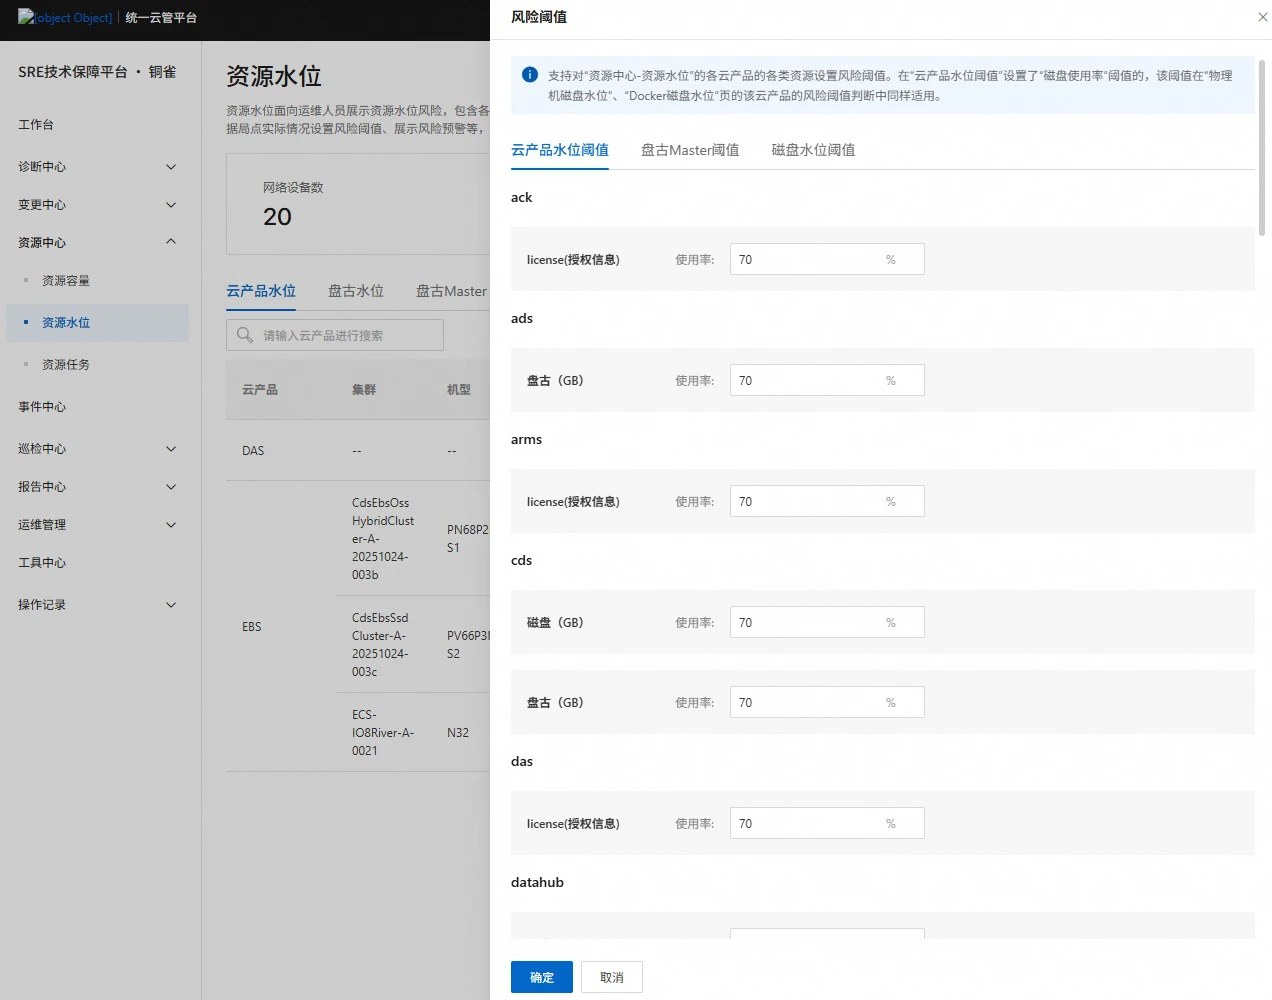 [object Object] 统一云管平台
SRE技术保障平台 · 铜雀
工作台
诊断中心
变更中心
资源中心
资源容量
资源水位
资源任务
事件中心
巡检中心
报告中心
运维管理
工具中心
操作记录
资源水位
资源水位面向运维人员展示资源水位风险，包含各
据局点实际情况设置风险阈值、展示风险预警等，
网络设备数
20
云产品水位 盘古水位 盘古Master
请输入云产品进行搜索
云产品 集群 机型
DAS -- --
EBS
CdsEbsOss
HybridClust
er-A-
20251024-
003b
PN68P2
S1
CdsEbsSsd
Cluster-A-
20251024-
003c
PV66P3
S2
ECS-
IO8River-A-
0021
N32
风险阈值
支持对“资源中心-资源水位”的各云产品的各类资源设置风险阈值。在“云产品水位阈值”设置了“磁盘使用率”阈值的，该阈值在“物理
机磁盘水位”、“Docker磁盘水位”页的该云产品的风险阈值判断中同样适用。
云产品水位阈值 盘古Master阈值 磁盘水位阈值
ack
license(授权信息) 使用率: 70 %
ads
盘古（GB） 使用率: 70 %
arms
license(授权信息) 使用率: 70 %
cds
磁盘（GB） 使用率: 70 %
盘古（GB） 使用率: 70 %
das
license(授权信息) 使用率: 70 %
datahub
确定 取消